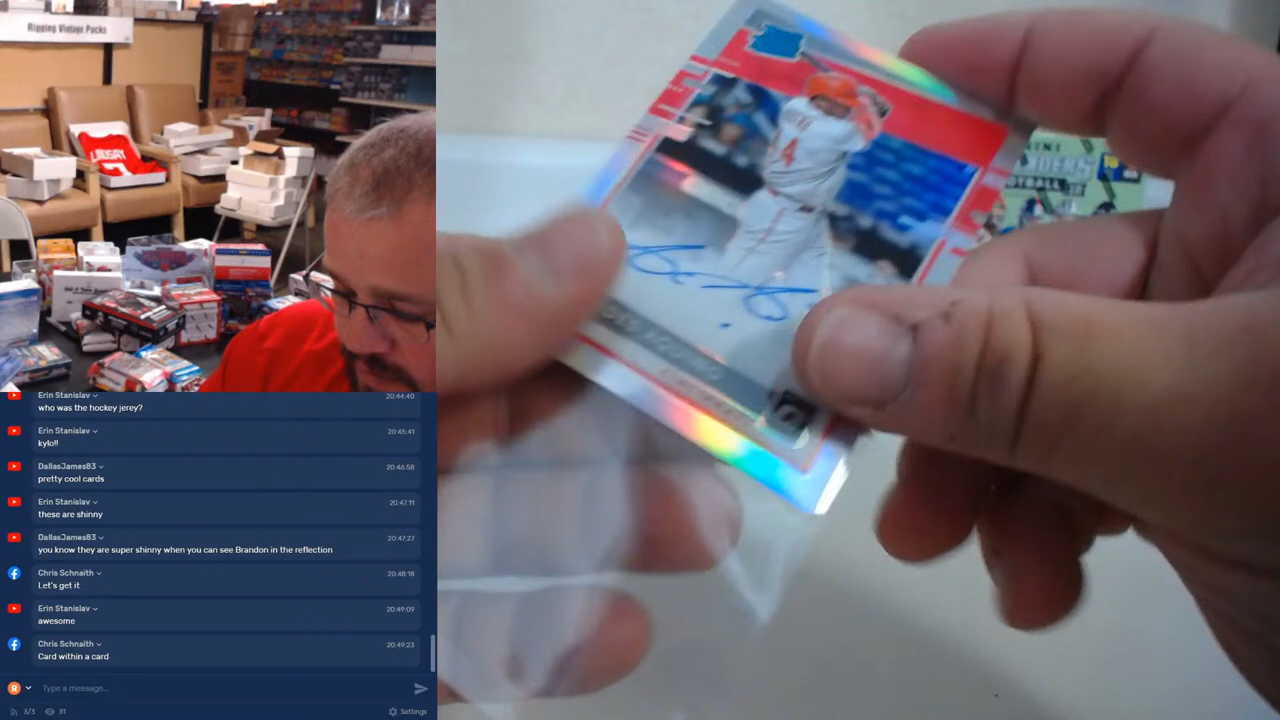 Ripping Vintage Packs
LINDSAY
Erin Stanislav
20:44:40
who was the hockey jerey?
Erin Stanislav
20:45:41
kylo!!
DallasJames83
20:46:58
pretty cool cards
Erin Stanislav
20:47:11
these are shinny
DallasJames83
20:47:27
you know they are super shinny when you can see Brandon in the reflection
Chris Schnaith
20:48:18
Let's get it
Erin Stanislav
20:49:09
awesome
Chris Schnaith
20:49:23
Card within a card
R
Type a message...
3/3
31
Settings
4